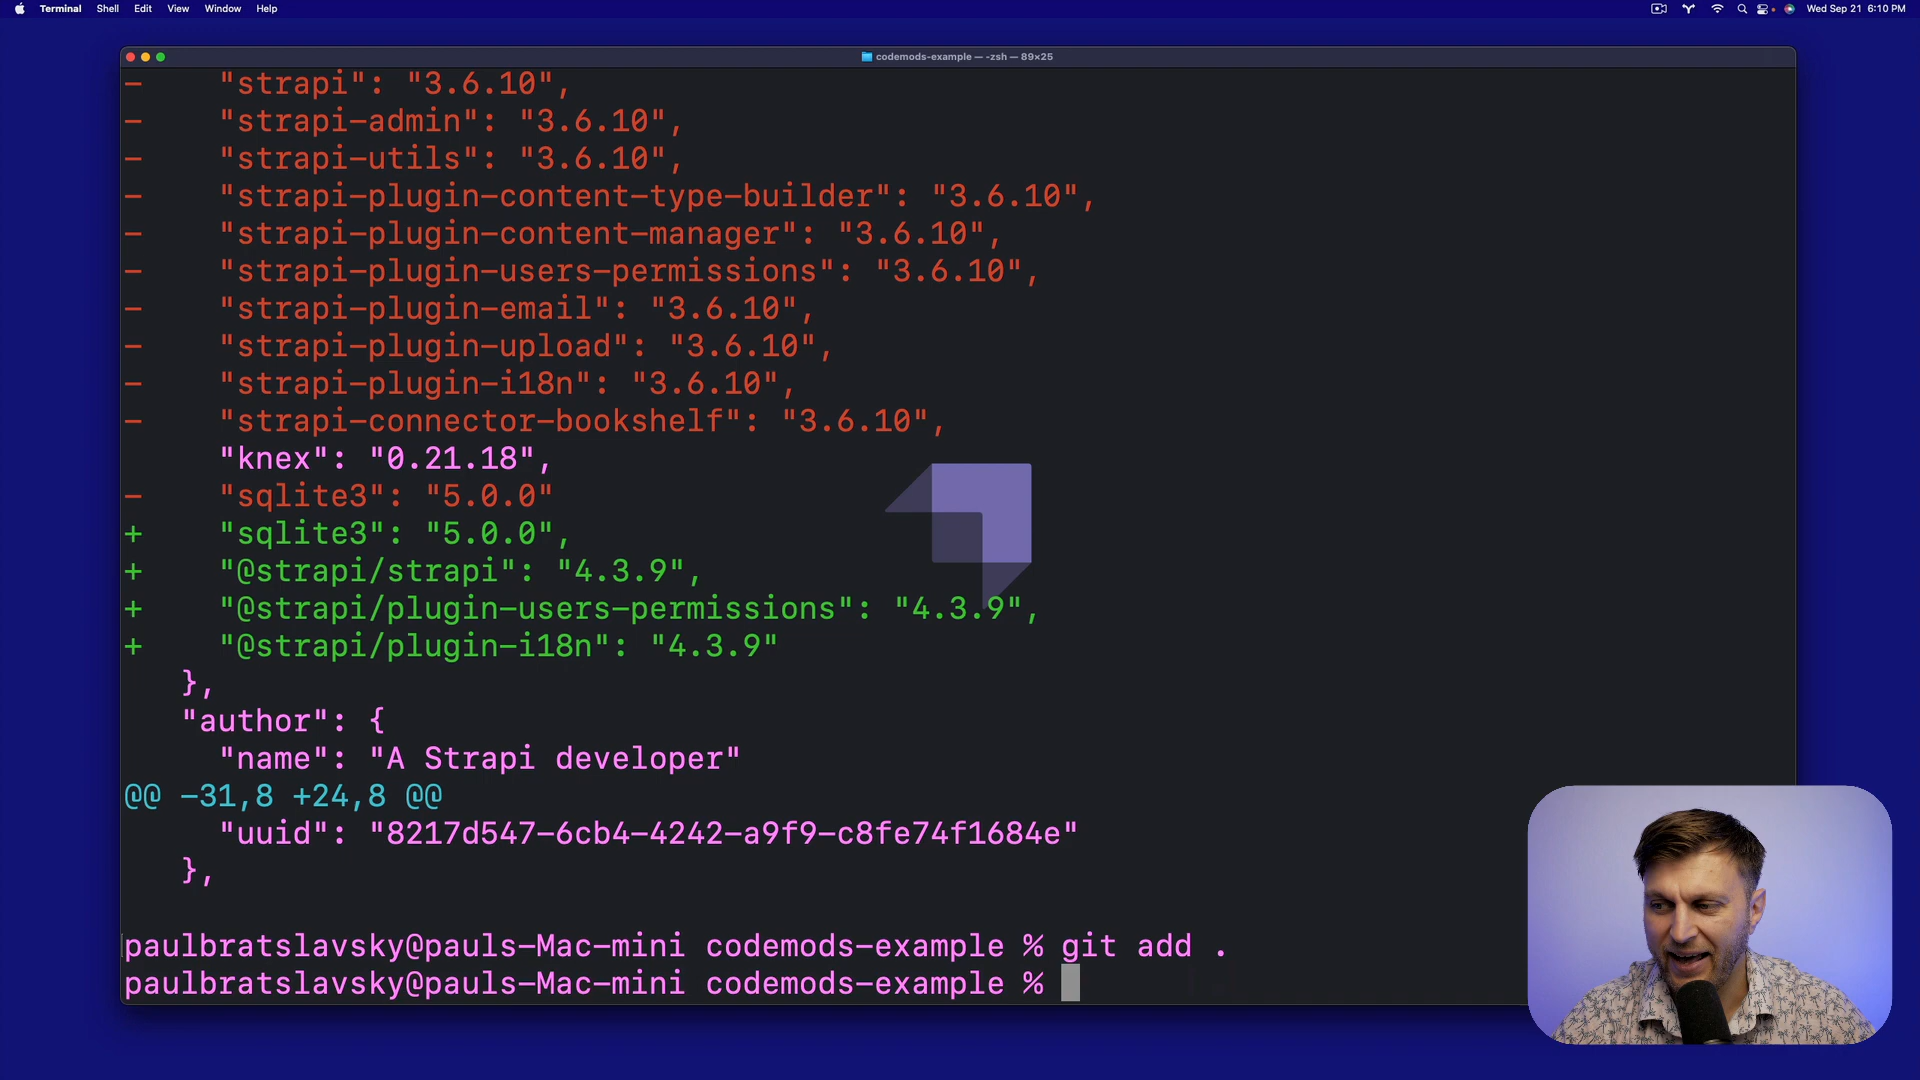 Terminal Shell Edit View Window Help Wed Sep 21 6:10 PM
codemods-example — -zsh — 89×25
-     "strapi": "3.6.10",
-     "strapi-admin": "3.6.10",
-     "strapi-utils": "3.6.10",
-     "strapi-plugin-content-type-builder": "3.6.10",
-     "strapi-plugin-content-manager": "3.6.10",
-     "strapi-plugin-users-permissions": "3.6.10",
-     "strapi-plugin-email": "3.6.10",
-     "strapi-plugin-upload": "3.6.10",
-     "strapi-plugin-i18n": "3.6.10",
-     "strapi-connector-bookshelf": "3.6.10",
      "knex": "0.21.18",
-     "sqlite3": "5.0.0"
+     "sqlite3": "5.0.0",
+     "@strapi/strapi": "4.3.9",
+     "@strapi/plugin-users-permissions": "4.3.9",
+     "@strapi/plugin-i18n": "4.3.9"
    },
    "author": {
      "name": "A Strapi developer"
@@ -31,8 +24,8 @@
      "uuid": "8217d547-6cb4-4242-a9f9-c8fe74f1684e"
    },
paulbratslavsky@pauls-Mac-mini codemods-example % git add .
paulbratslavsky@pauls-Mac-mini codemods-example %